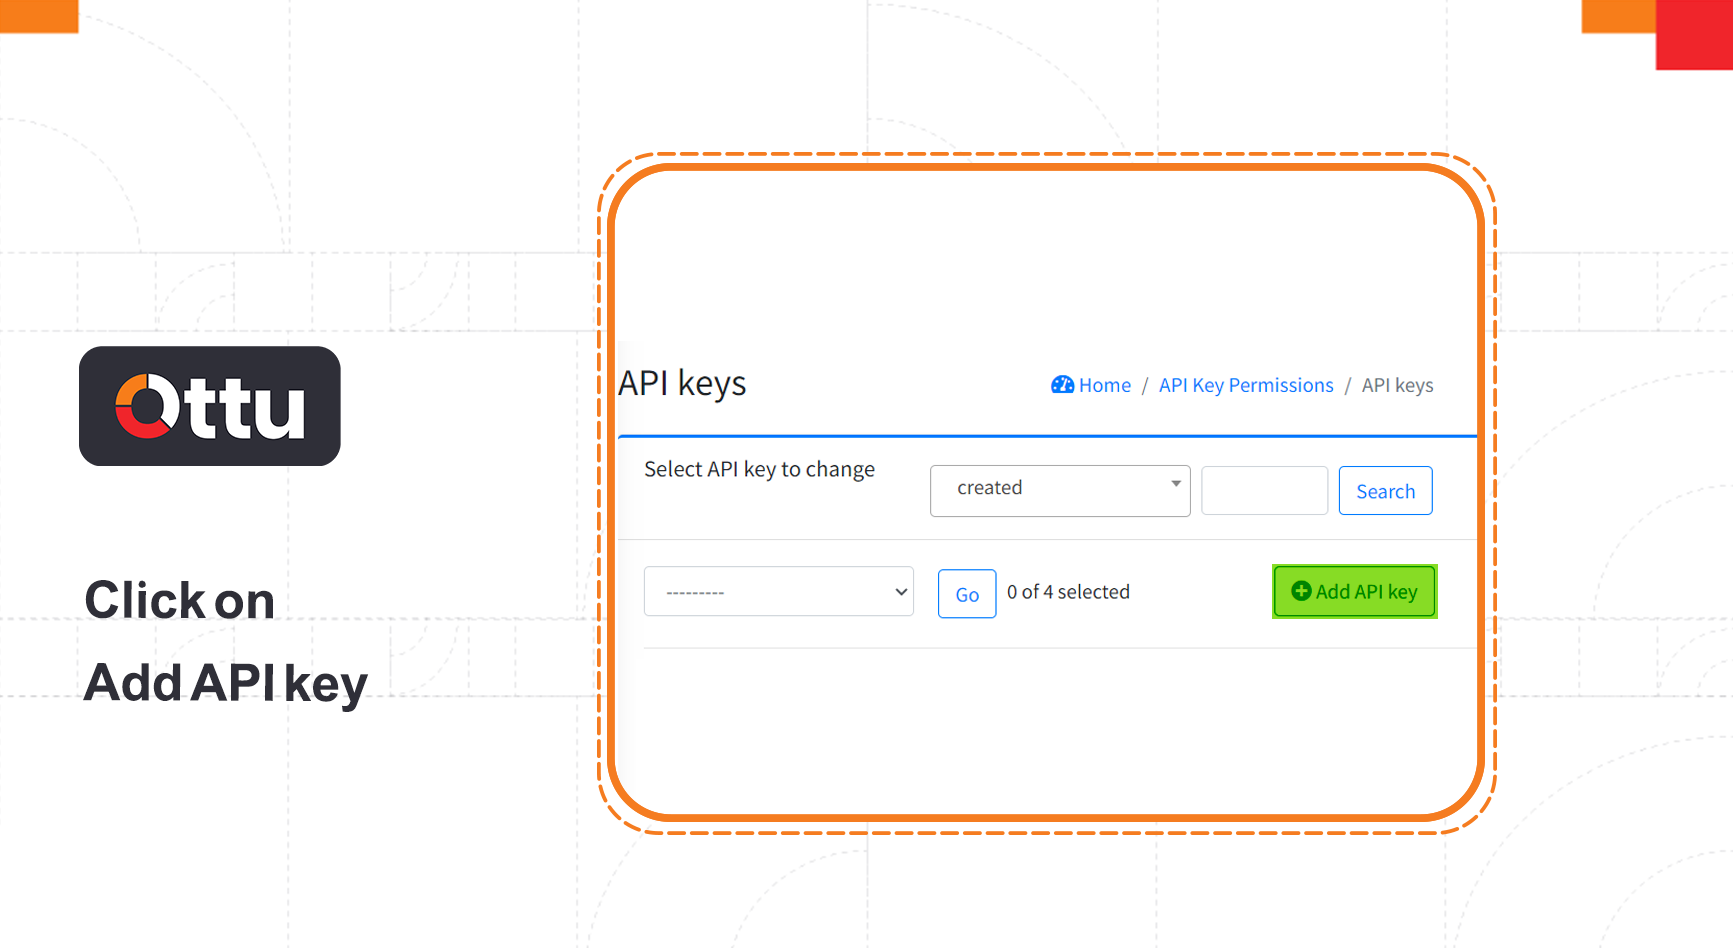 Ottu
Click on
Add API key
API keys
Home / API Key Permissions / API keys
Select API key to change
created
Search
---------
Go
0 of 4 selected
Add API key